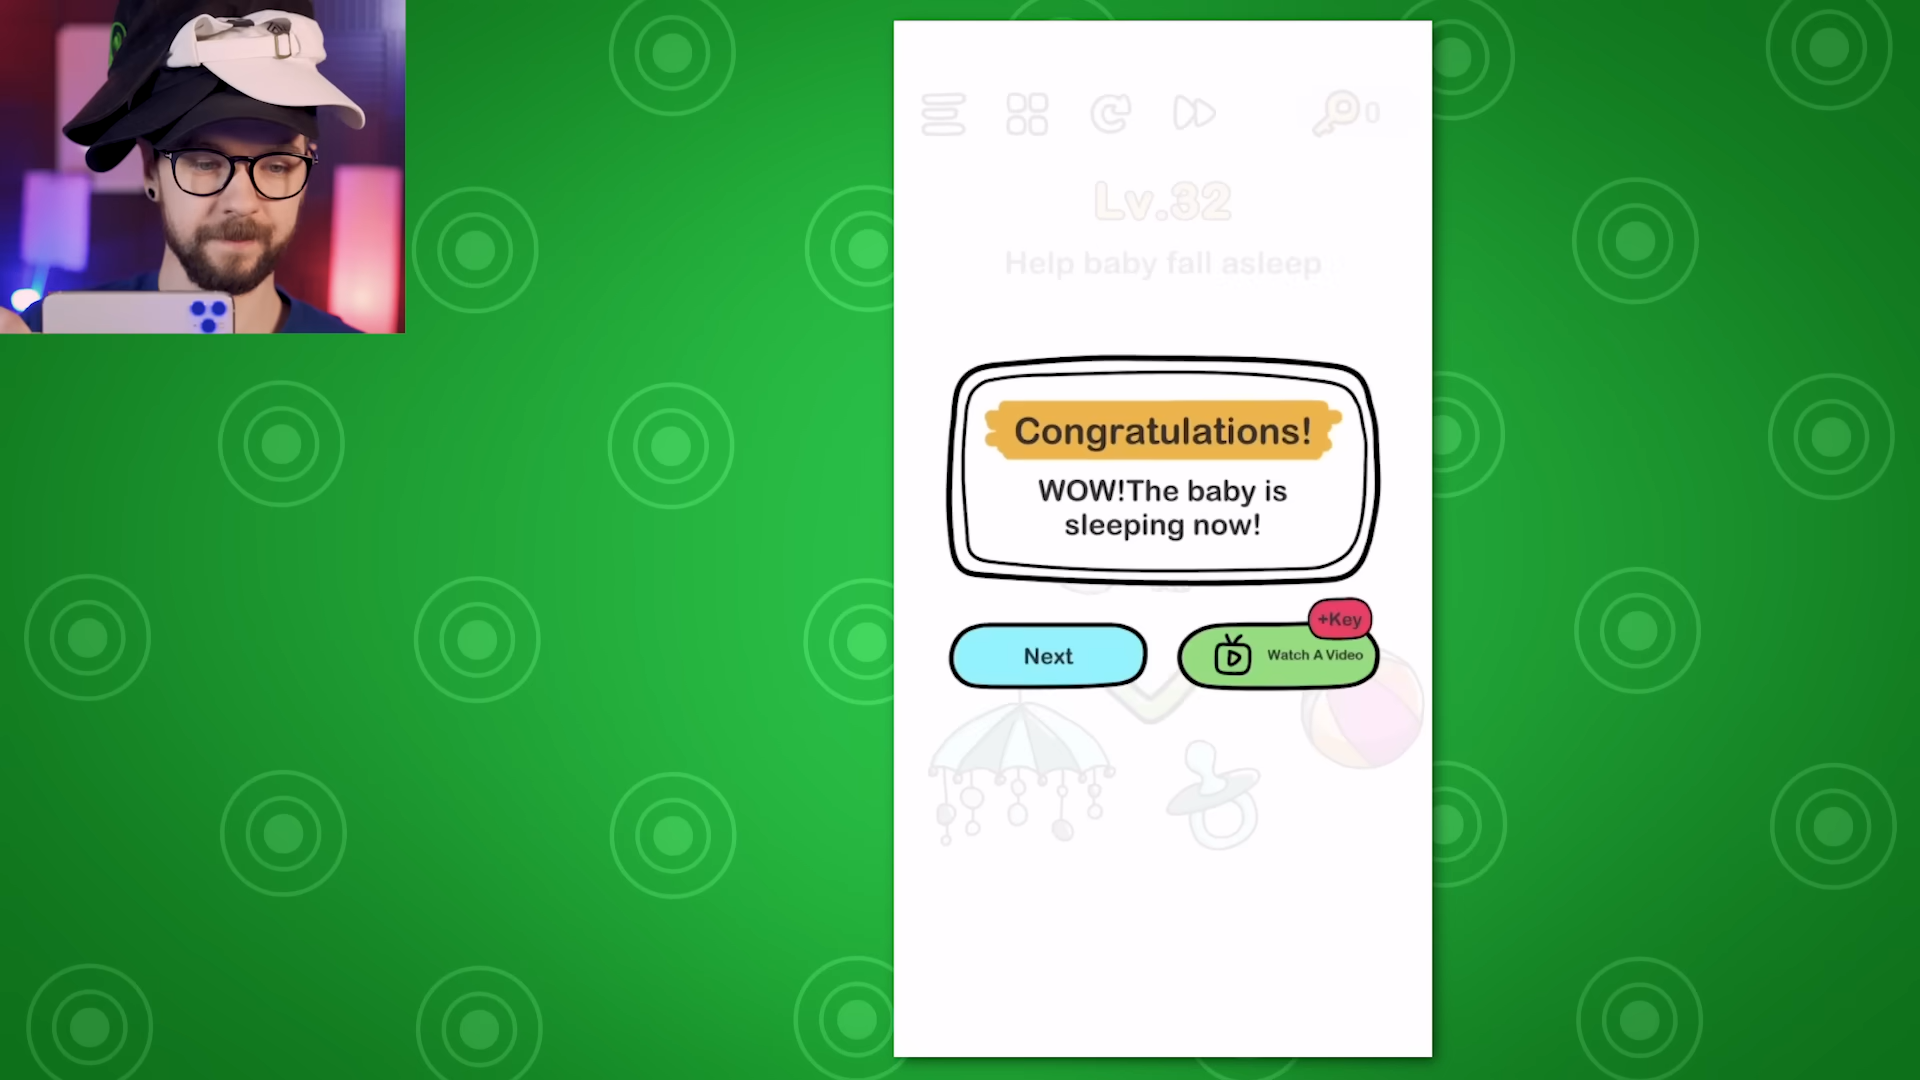 0
Lv.32
Help baby fall asleep
Congratulations!
WOW!The baby is
sleeping now!
+Key
Next
Watch A Video